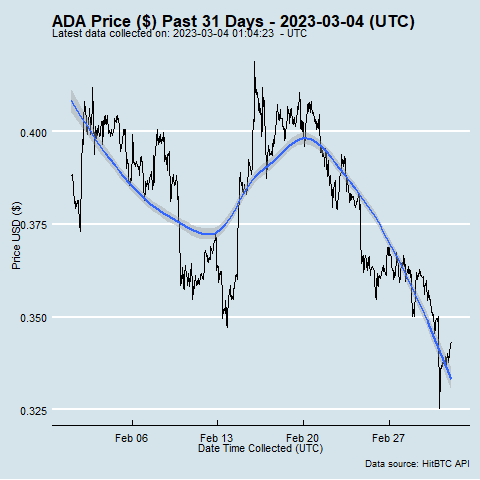 ADA Price ($) Past 31 Days - 2023-03-04 (UTC)
Latest data collected on: 2023-03-04 01:04:23 - UTC
0.400
0.375
0.350
0.325
Price USD ($)
Feb 06
Feb 13
Feb 20
Feb 27
Date Time Collected (UTC)
Data source: HitBTC API